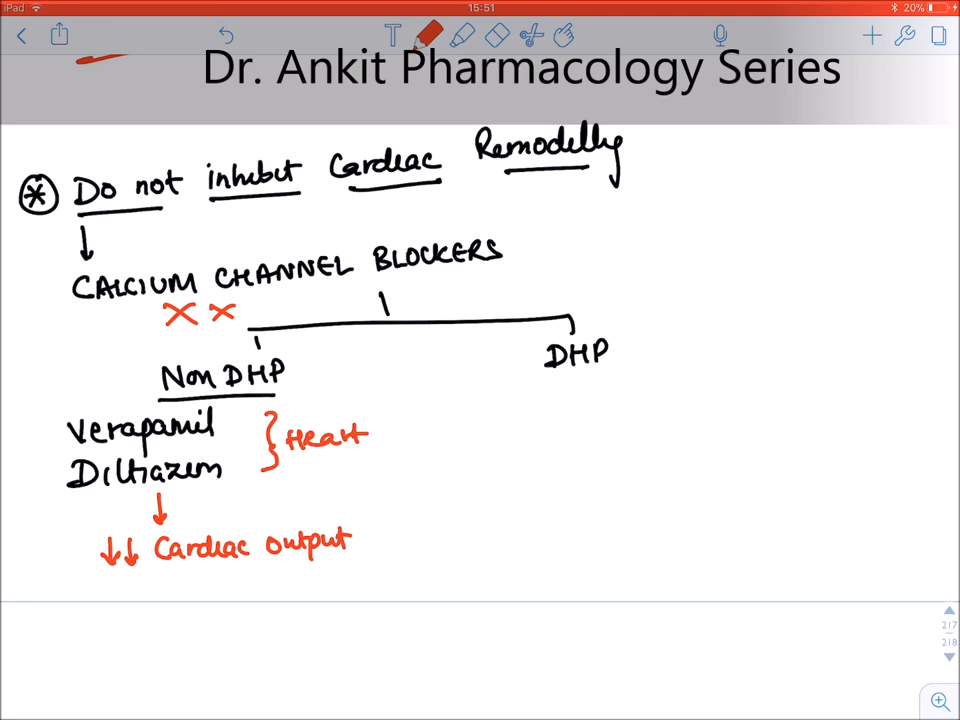 iPad 15:51 20%
T
Dr. Ankit Pharmacology Series
* Do not inhibit Cardiac Remodelling
CALCIUM CHANNEL BLOCKERS
Non DHP DHP
Verapamil
Diltiazem
Heart
Cardiac output
217
218